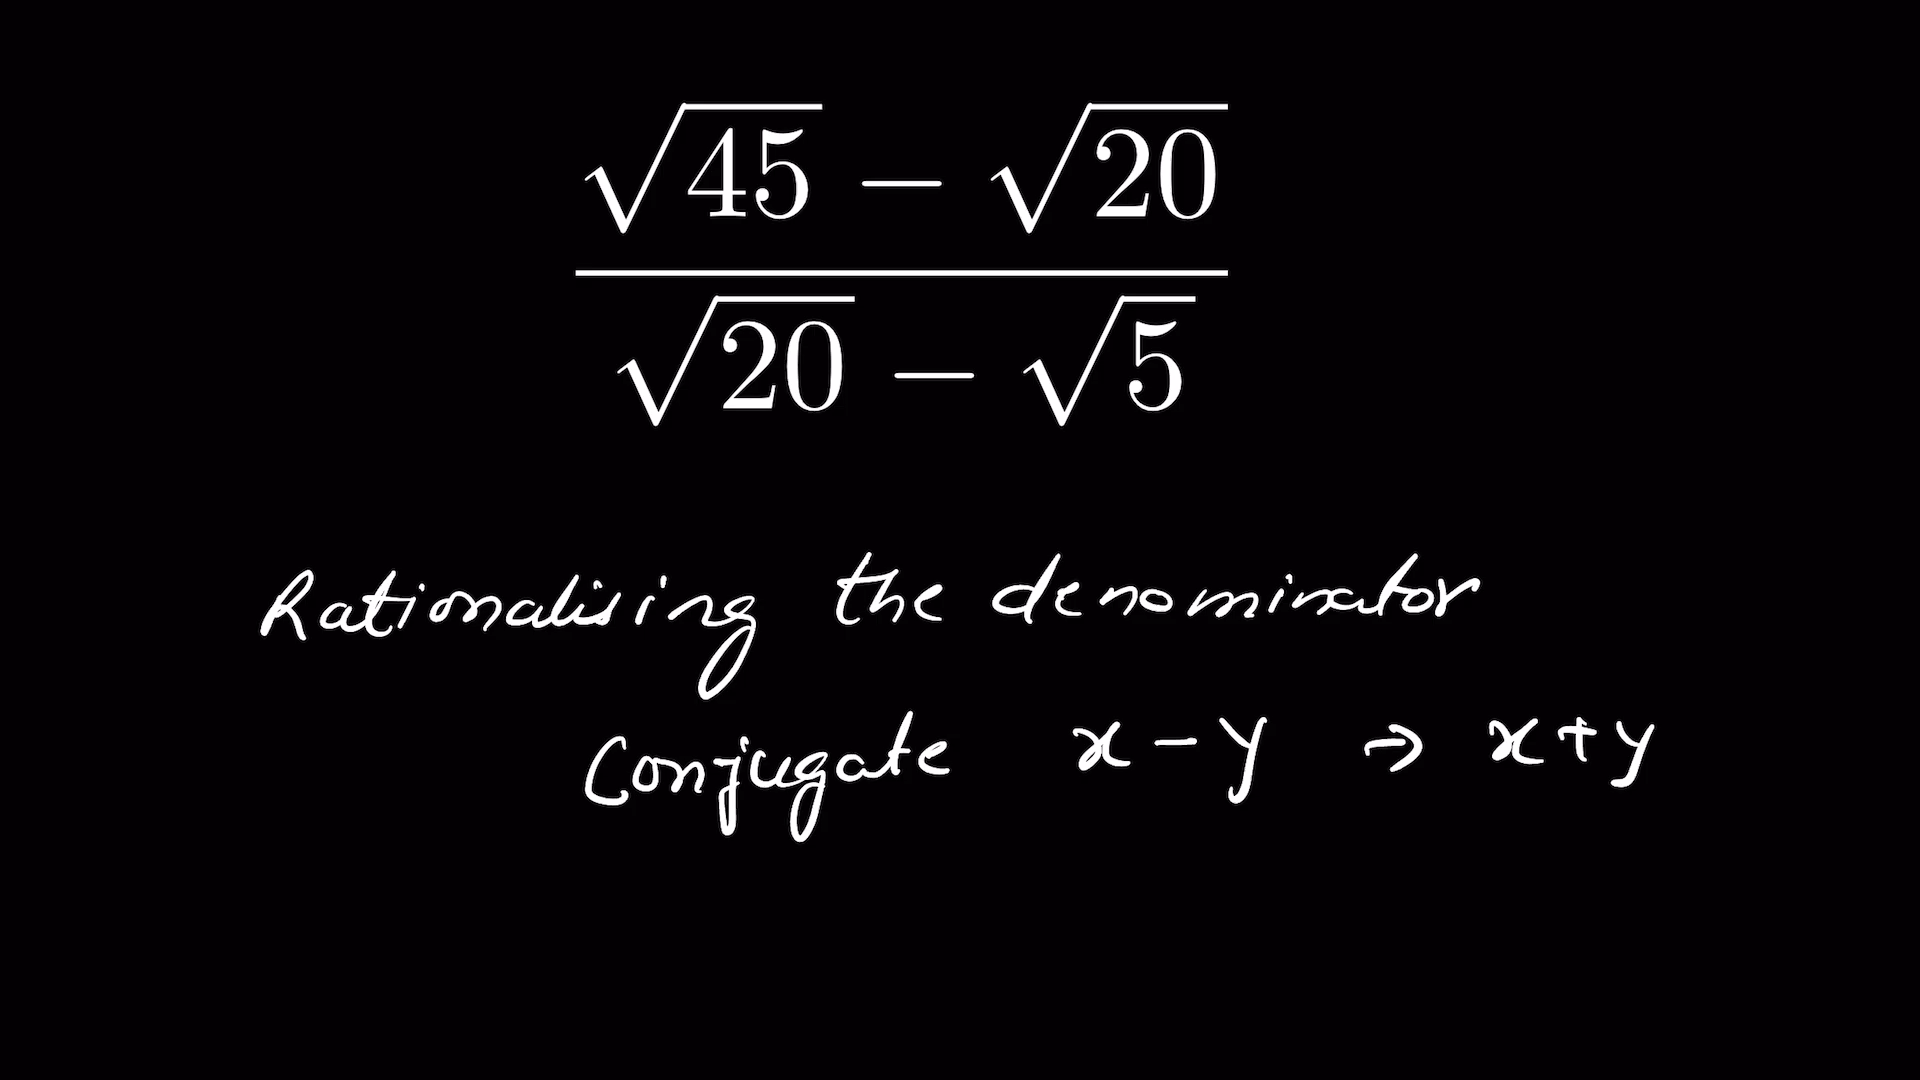 √45 − √20
√20 − √5
Rationalising the denominator
Conjugate x − y → x + y